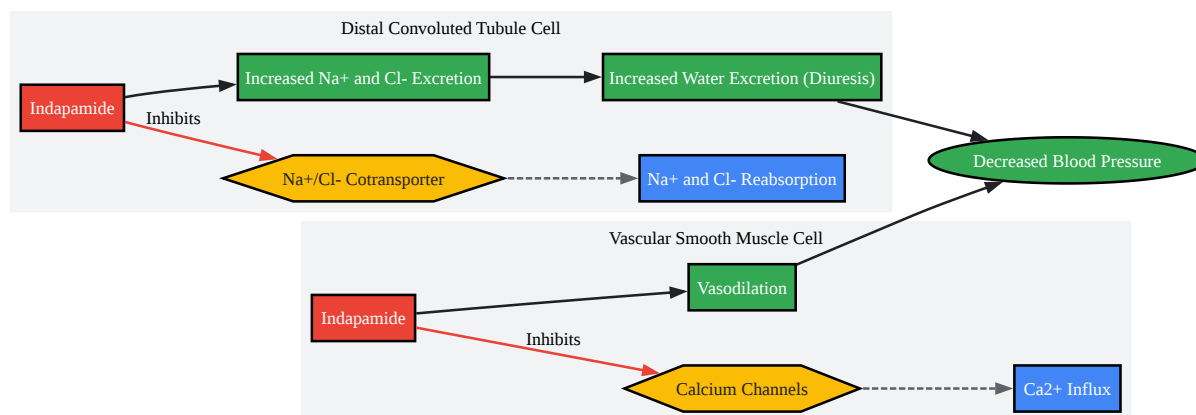 Distal Convoluted Tubule Cell
Increased Na+ and Cl- Excretion
Increased Water Excretion (Diuresis)
Indapamide
Inhibits
Na+/Cl- Cotransporter
Na+ and Cl- Reabsorption
Decreased Blood Pressure
Vascular Smooth Muscle Cell
Vasodilation
Indapamide
Inhibits
Calcium Channels
Ca2+ Influx